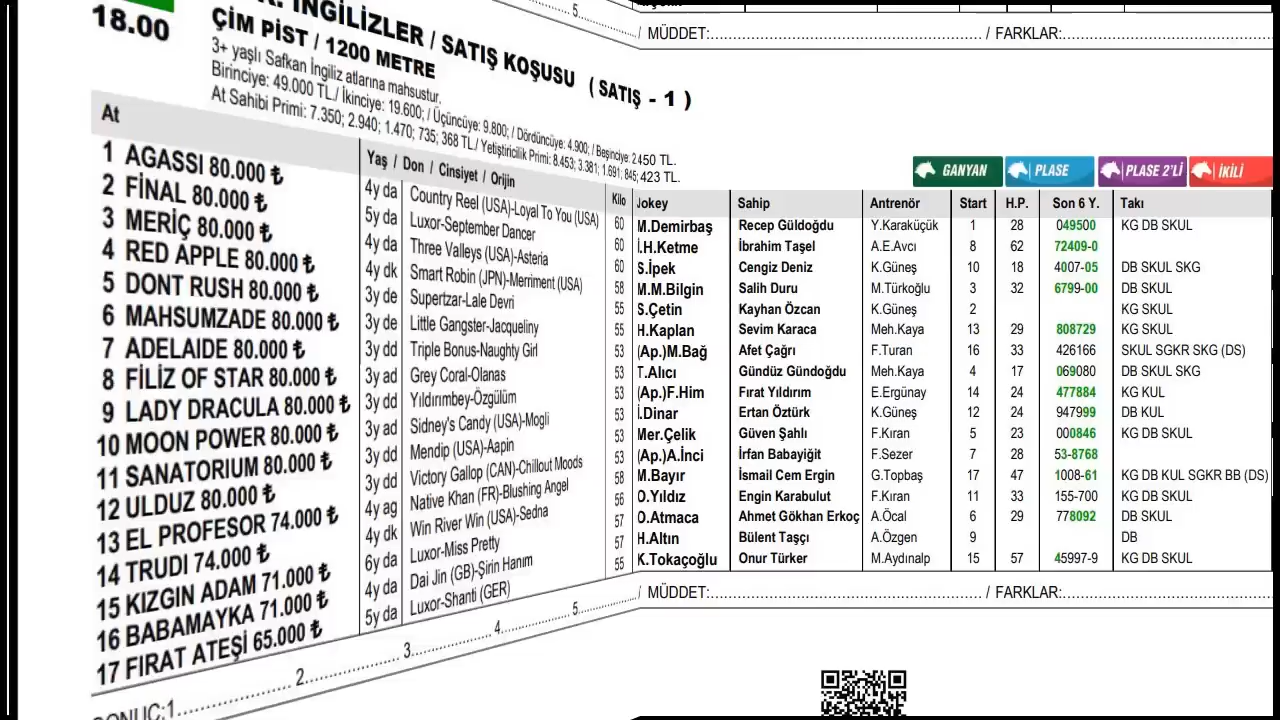 5.
/ MÜDDET:........................................................ / FARKLAR:...........................................
18.00
İNGİLİZLER / SATIŞ KOŞUSU ( SATIŞ - 1 )
ÇİM PİST / 1200 METRE
3+ yaşlı Safkan İngiliz atlarına mahsustur.
Birinciye: 49.000 TL./ İkinciye: 19.600; / Üçüncüye: 9.800; / Dördüncüye: 4.900; / Beşinciye: 2.450 TL.
At Sahibi Primi: 7.350; 2.940; 1.470; 735; 368 TL./ Yetiştiricilik Primi: 8.453; 3.381; 1.691; 845; 423 TL.
GANYAN PLASE PLASE 2'Lİ İKİLİ
At Yaş / Don / Cinsiyet / Orijin Kilo Jokey Sahip Antrenör Start H.P. Son 6 Y. Takı
1 AGASSI 80.000 ₺ 4y da Country Reel (USA)-Loyal To You (USA) 60 M.Demirbaş Recep Güldoğdu Y.Karaküçük 1 28 049500 KG DB SKUL
2 FİNAL 80.000 ₺ 5y da Luxor-September Dancer 60 İ.H.Ketme İbrahim Taşel A.E.Avcı 8 62 72409-0
3 MERİÇ 80.000 ₺ 4y da Three Valleys (USA)-Asteria 60 S.İpek Cengiz Deniz K.Güneş 10 18 4007-05 DB SKUL SKG
4 RED APPLE 80.000 ₺ 4y dk Smart Robin (JPN)-Merriment (USA) 58 M.M.Bilgin Salih Duru M.Türkoğlu 3 32 6799-00 DB SKUL
5 DONT RUSH 80.000 ₺ 3y de Supertzar-Lale Devri 55 S.Çetin Kayhan Özcan K.Güneş 2 KG SKUL
6 MAHSUMZADE 80.000 ₺ 3y de Little Gangster-Jacqueliny 55 H.Kaplan Sevim Karaca Meh.Kaya 13 29 808729 KG SKUL
7 ADELAIDE 80.000 ₺ 3y dd Triple Bonus-Naughty Girl 53 (Ap.)M.Bağ Afet Çağrı F.Turan 16 33 426166 SKUL SGKR SKG (DS)
8 FİLİZ OF STAR 80.000 ₺ 3y ad Grey Coral-Olanas 53 T.Alıcı Gündüz Gündoğdu Meh.Kaya 4 17 069080 DB SKUL SKG
9 LADY DRACULA 80.000 ₺ 3y dd Yıldırımbey-Özgülüm 53 (Ap.)F.Him Fırat Yıldırım E.Ergünay 14 24 477884 KG KUL
10 MOON POWER 80.000 ₺ 3y ad Sidney's Candy (USA)-Mogli 53 İ.Dinar Ertan Öztürk K.Güneş 12 24 947999 DB KUL
11 SANATORIUM 80.000 ₺ 3y dd Mendip (USA)-Aapin 53 Mer.Çelik Güven Şahlı F.Kıran 5 23 000846 KG DB SKUL
12 ULDUZ 80.000 ₺ 3y dd Victory Gallop (CAN)-Chillout Moods 53 (Ap.)A.İnci İrfan Babayiğit F.Sezer 7 28 53-8768
13 EL PROFESOR 74.000 ₺ 4y ag Native Khan (FR)-Blushing Angel 58 M.Bayır İsmail Cem Ergin G.Topbaş 17 47 1008-61 KG DB KUL SGKR BB (DS)
14 TRUDI 74.000 ₺ 4y dk Win River Win (USA)-Sedna 56 O.Yıldız Engin Karabulut F.Kıran 11 33 155-700 KG DB SKUL
15 KIZGIN ADAM 71.000 ₺ 6y da Luxor-Miss Pretty 57 O.Atmaca Ahmet Gökhan Erkoç A.Öcal 6 29 778092 DB SKUL
16 BABAMAYKA 71.000 ₺ 4y da Dai Jin (GB)-Şirin Hanım 57 H.Altın Bülent Taşçı A.Özgen 9 DB
17 FIRAT ATEŞİ 65.000 ₺ 5y da Luxor-Shanti (GER) 55 K.Tokaçoğlu Onur Türker M.Aydınalp 15 57 45997-9 KG DB SKUL
SONUÇ:1.................... 2.................... 3.................... 4.................... 5.................... / MÜDDET:........................................................ / FARKLAR:...........................................